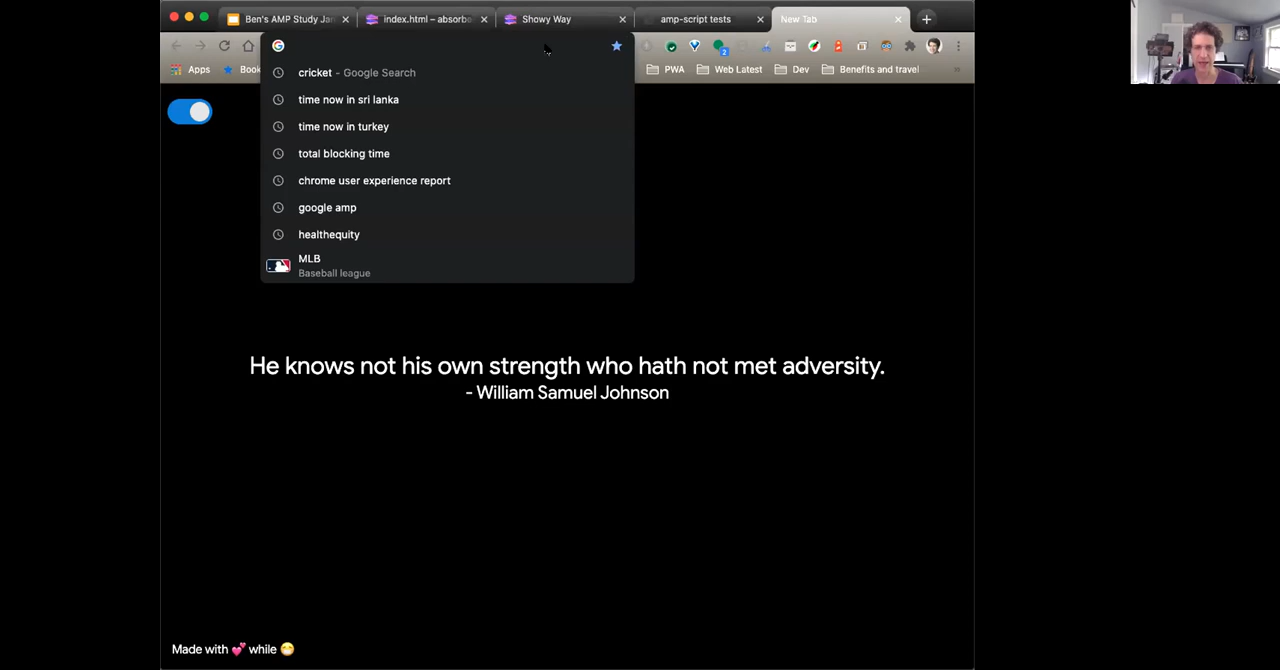 Ben's AMP Study Jan
index.html – absorbe
Showy Way
amp-script tests
New Tab
cricket - Google Search
time now in sri lanka
time now in turkey
total blocking time
chrome user experience report
google amp
healthequity
MLB
Baseball league
Apps
Book
2
PWA
Web Latest
Dev
Benefits and travel
»
He knows not his own strength who hath not met adversity.
- William Samuel Johnson
Made with 💕 while 😁